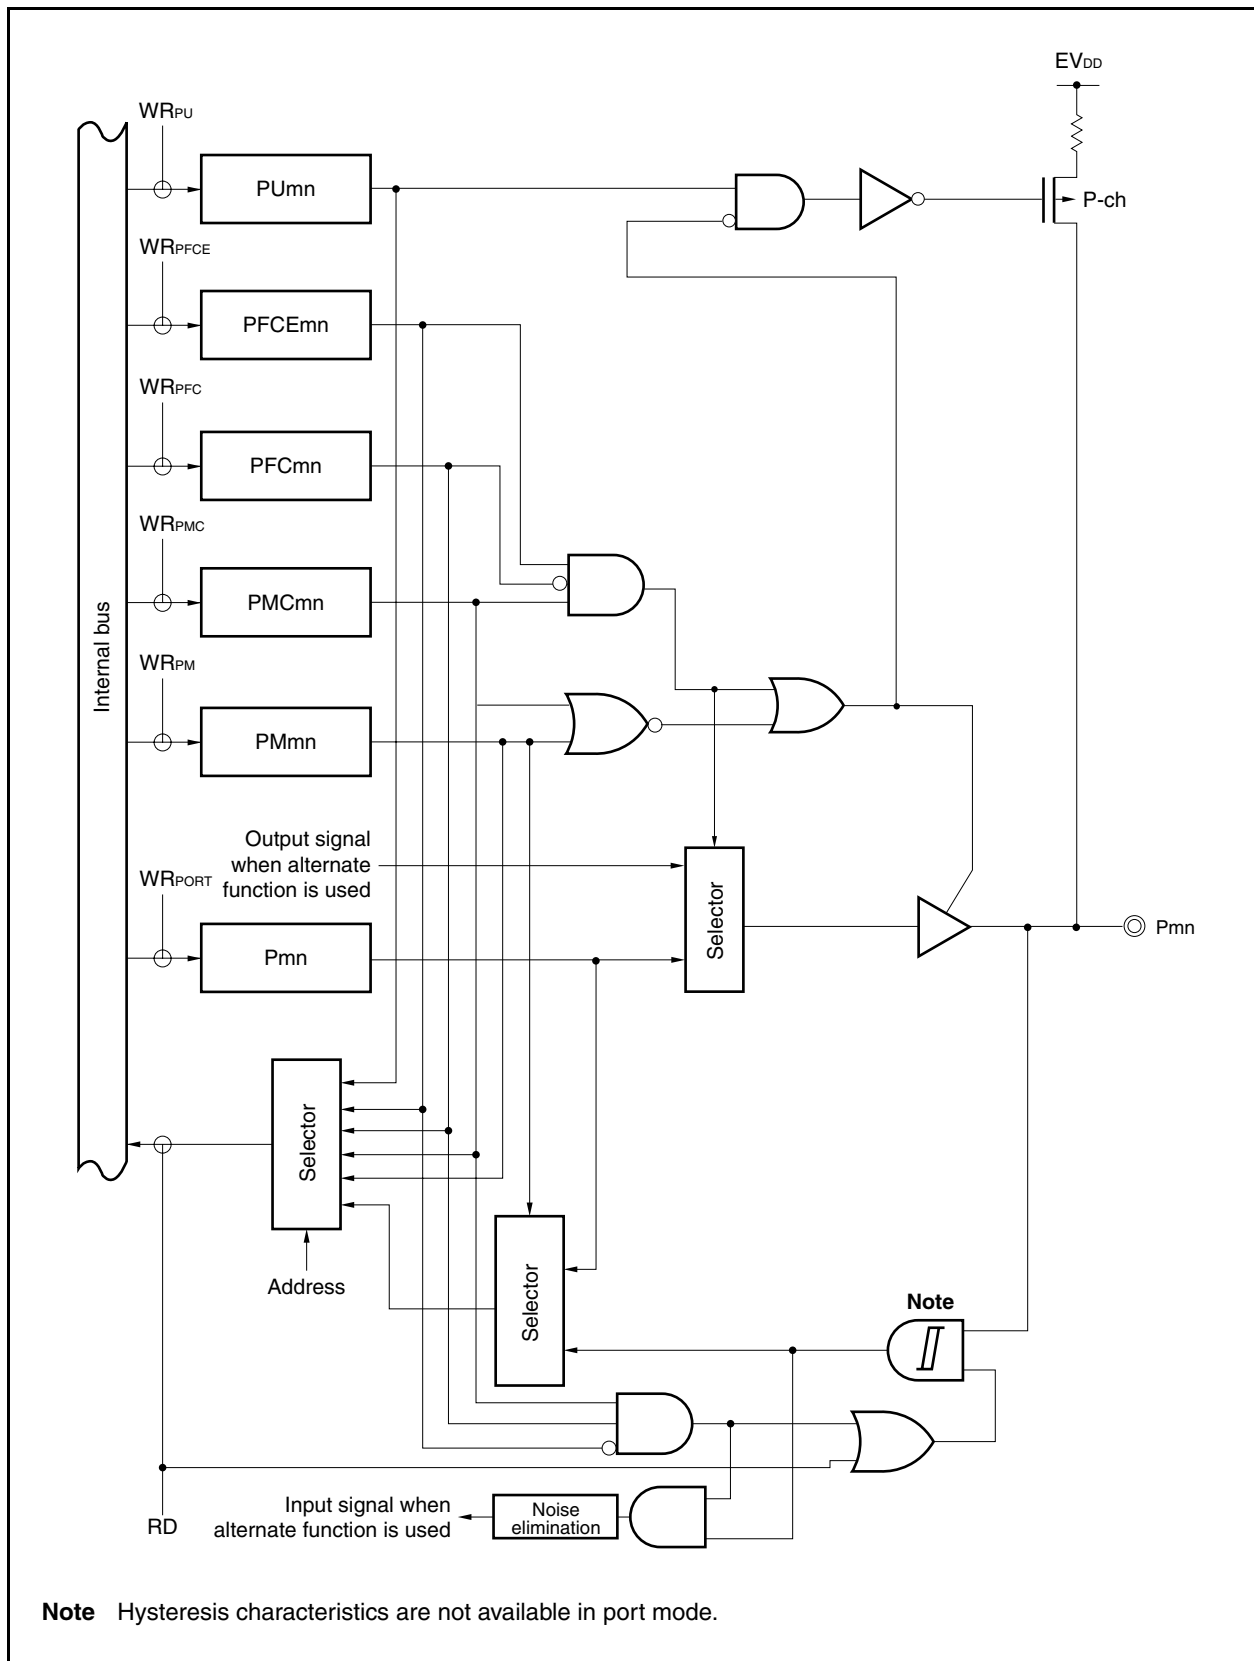 EVDD
WRPU
PUmn
P-ch
WRPFCE
PFCEmn
WRPFC
PFCmn
WRPMC
PMCmn
Internal bus
WRPM
PMmn
Output signal
when alternate
function is used
WRPORT
Pmn
Selector
Pmn
Selector
Address
Selector
Note
RD
Input signal when
alternate function is used
Noise
elimination
Note Hysteresis characteristics are not available in port mode.